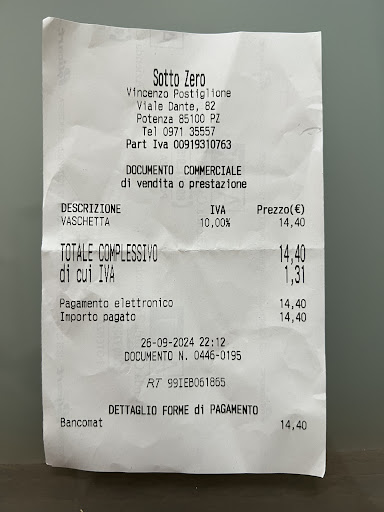 Sotto Zero
Vincenzo Postiglione
Viale Dante, 82
Potenza 85100 PZ
Tel 0971 35557
Part Iva 00919310763
DOCUMENTO COMMERCIALE
di vendita o prestazione
DESCRIZIONE IVA Prezzo(€)
VASCHETTA 10,00% 14,40
TOTALE COMPLESSIVO 14,40
di cui IVA 1,31
Pagamento elettronico 14,40
Importo pagato 14,40
26-09-2024 22:12
DOCUMENTO N. 0446-0195
RT 99IEB061865
DETTAGLIO FORME di PAGAMENTO
Bancomat 14,40